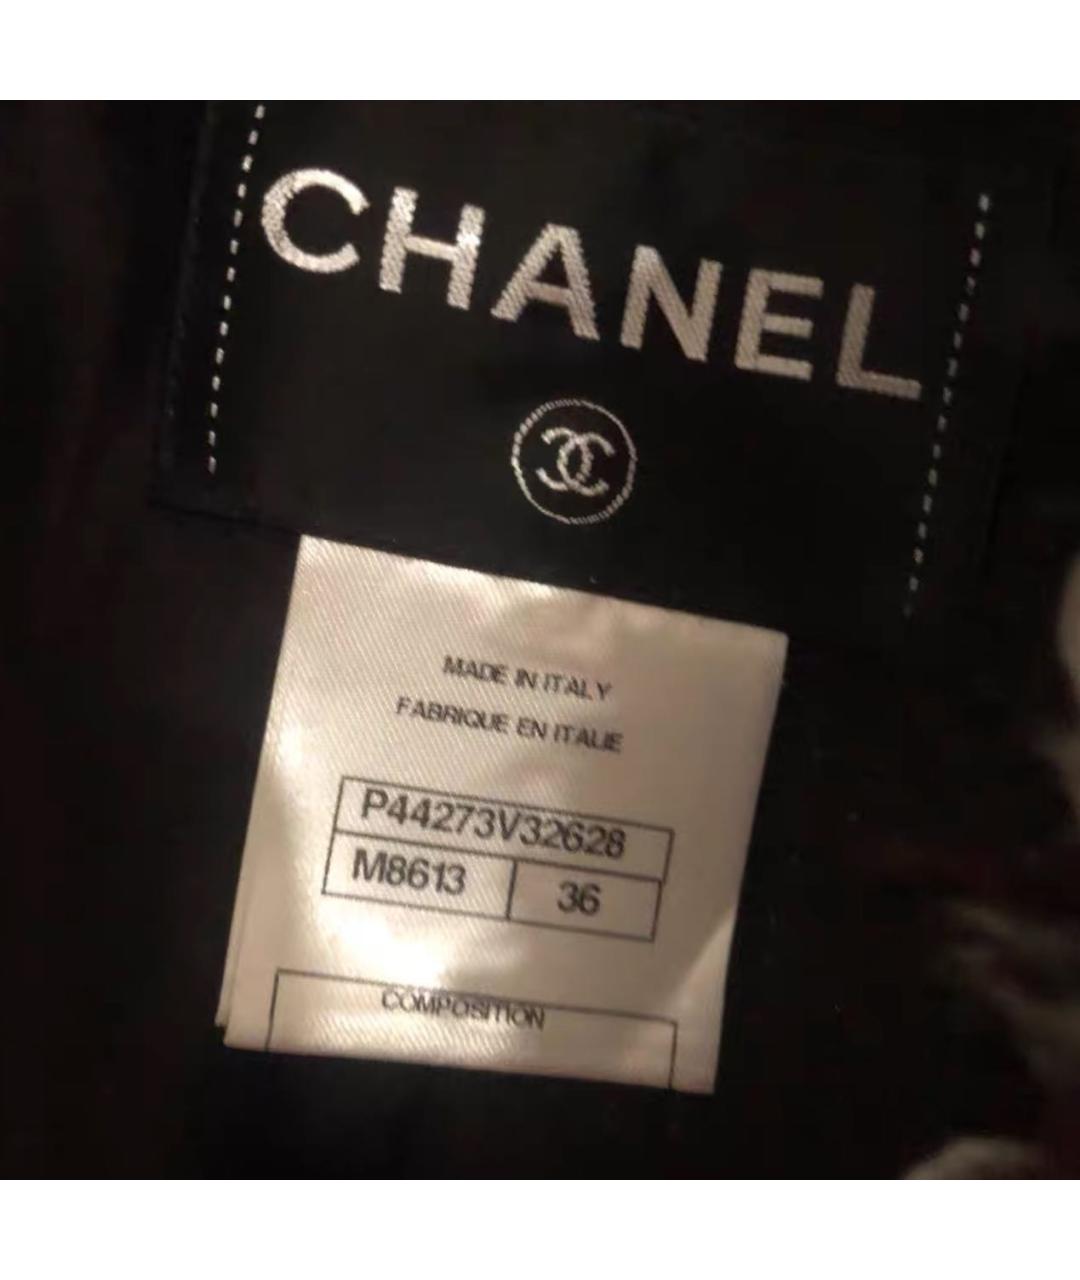 CHANEL
MADE IN ITALY
FABRIQUE EN ITALIE
P44273V32628
M8613 36
COMPOSITION